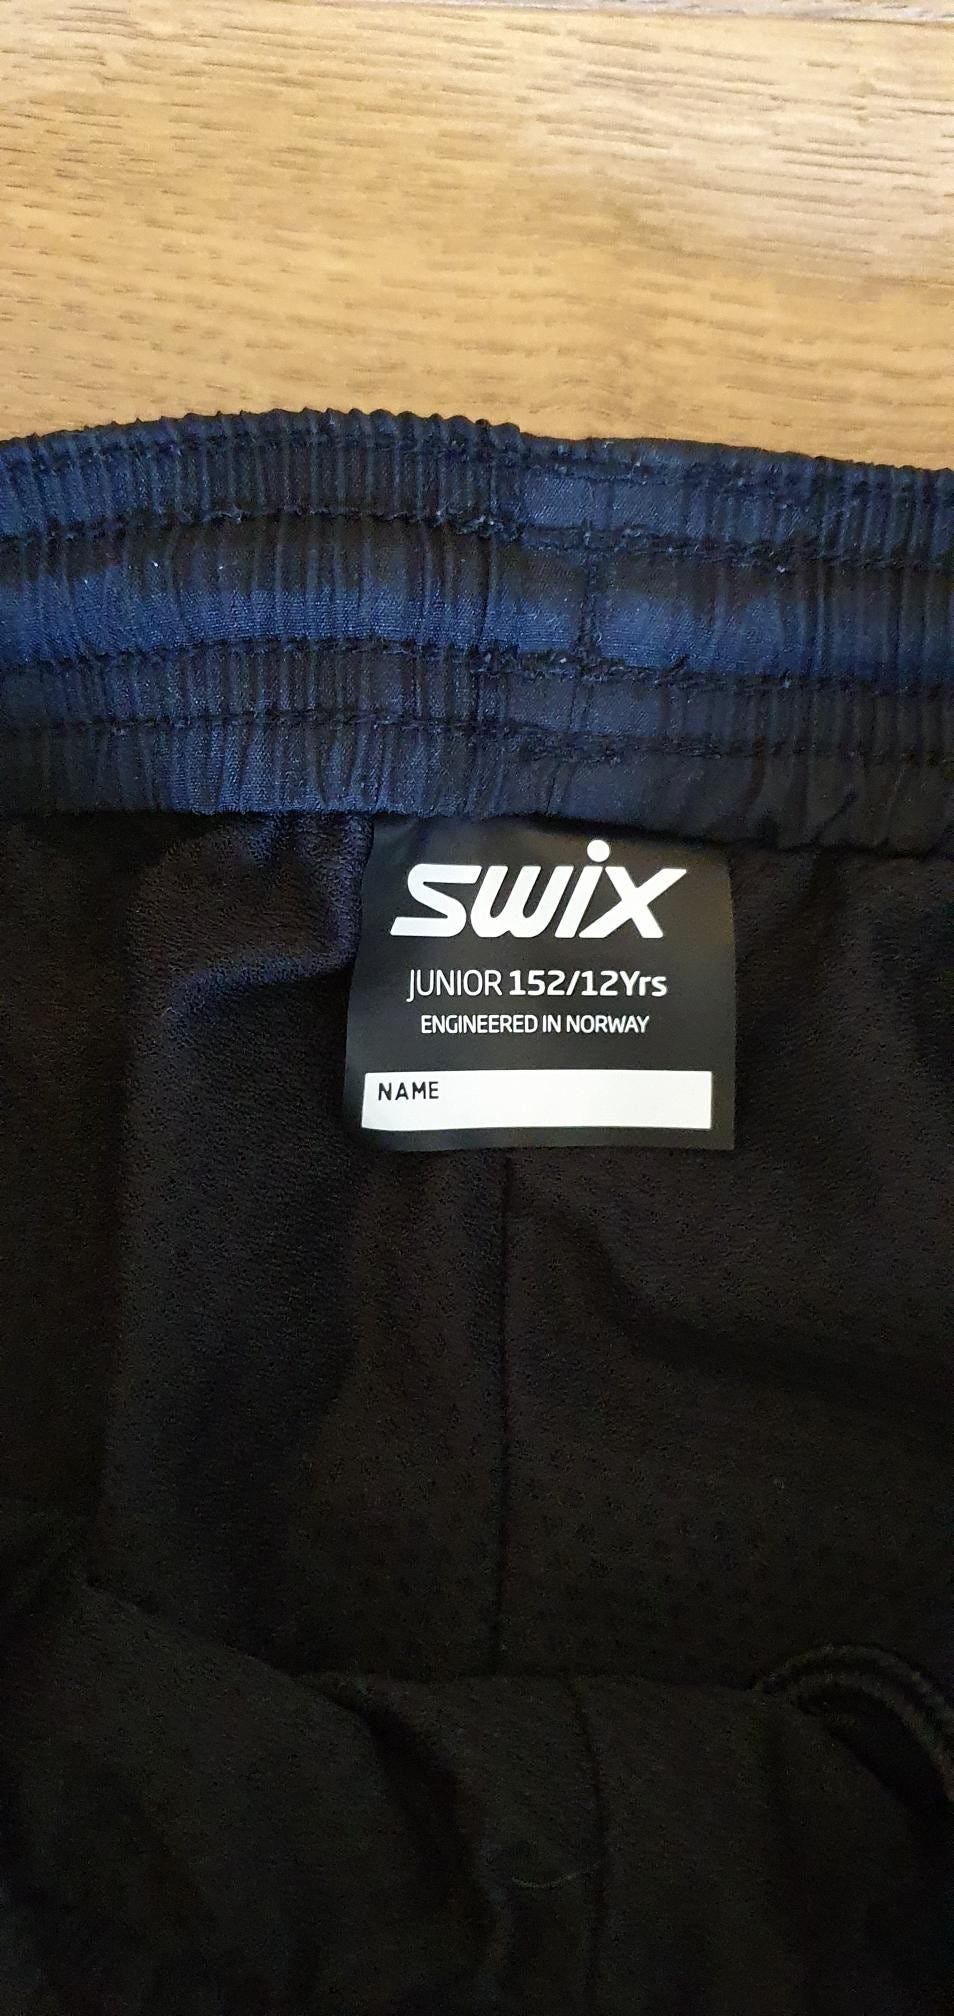 SWIX
JUNIOR 152/12Yrs
ENGINEERED IN NORWAY
NAME